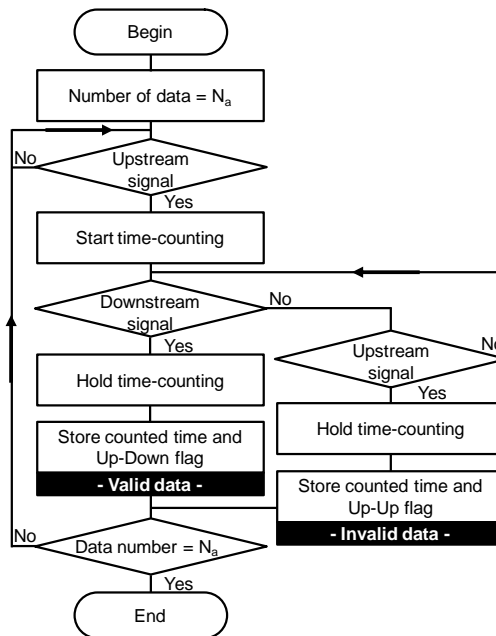 Begin
Number of data = Nₐ
No
Upstream
signal
Yes
Start time-counting
Downstream
signal
No
Yes
Upstream
signal
No
Yes
Hold time-counting
Hold time-counting
Store counted time and
Up-Down flag
- Valid data -
Store counted time and
Up-Up flag
- Invalid data -
No
Data number = Nₐ
Yes
End